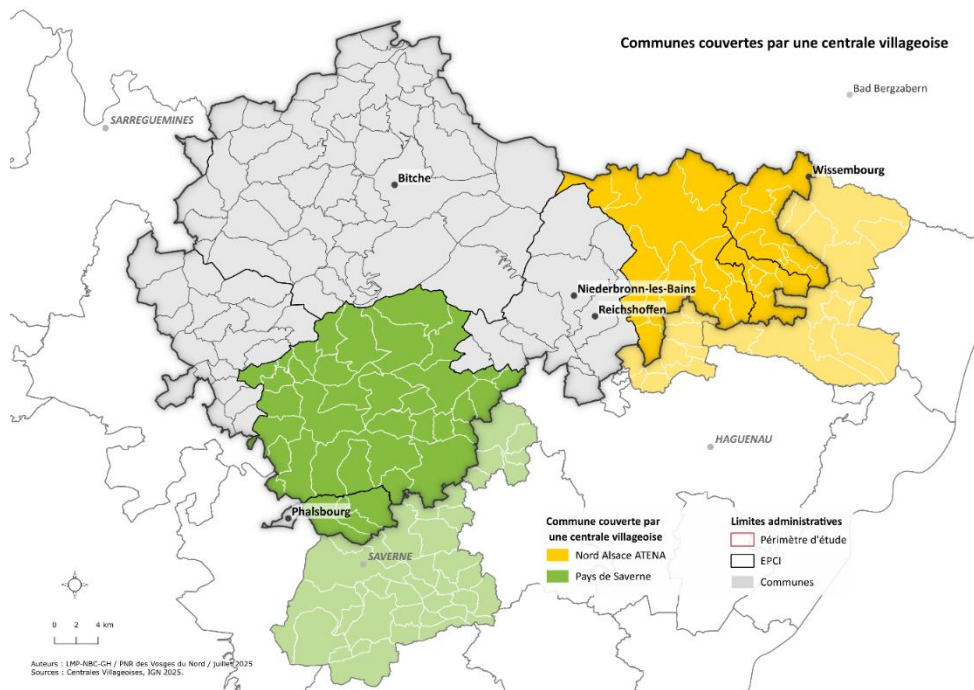 Communes couvertes par une centrale villageoise
Bad Bergzabern
SARREGUEMINES
Wissembourg
Bitche
Niederbronn-les-Bains
Reichshoffen
HAGUENAU
Phalsbourg
SAVERNE
Commune couverte par
une centrale villageoise
Nord Alsace ATENA
Pays de Saverne
Limites administratives
Périmètre d'étude
EPCI
Communes
0 2 4 km
Auteurs : LMP-NBC-GH / PNR des Vosges du Nord / juillet 2025
Sources : Centrales Villageoises, IGN 2025.